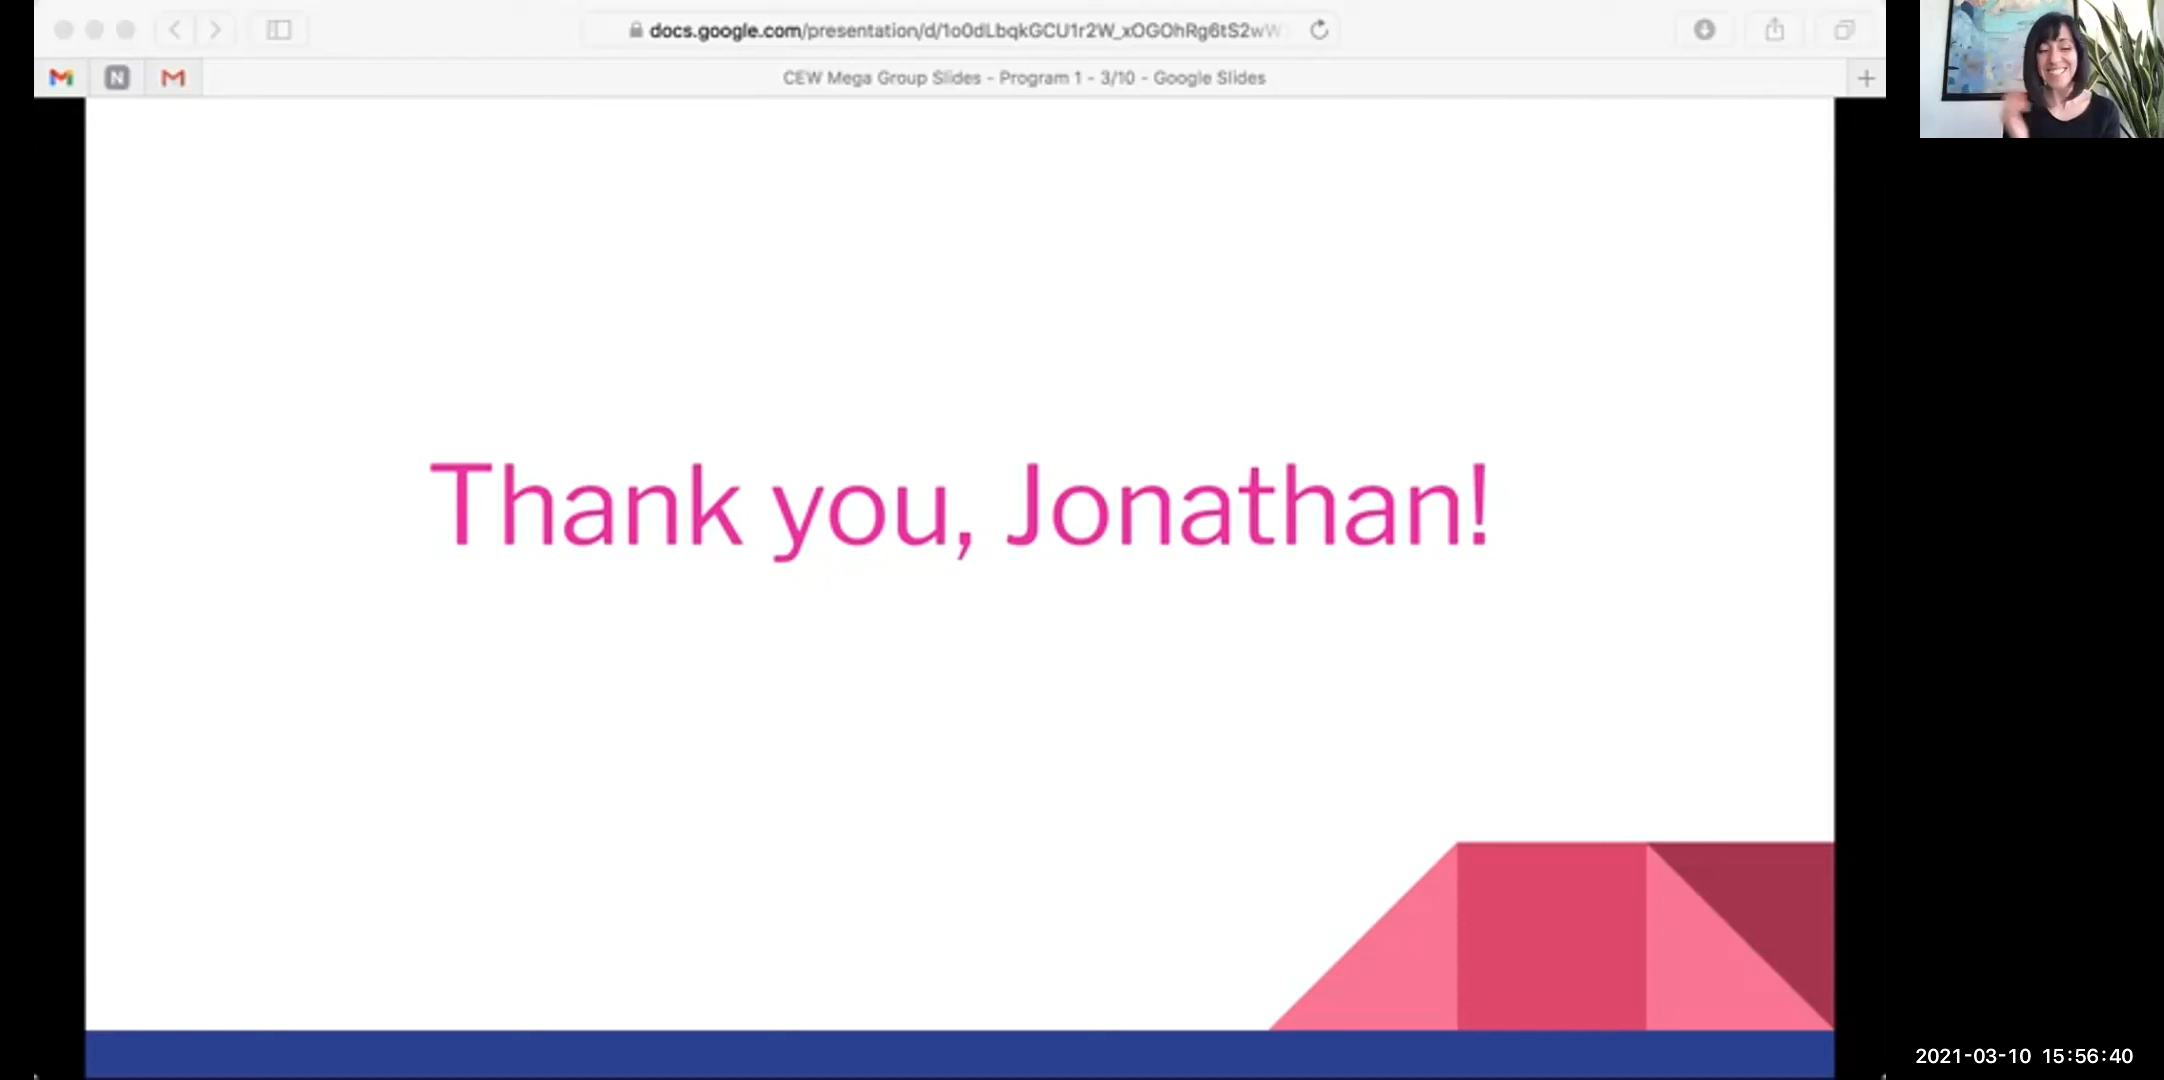 docs.google.com/presentation/d/1o0dLbqkGCU1r2W_xOGOhRg6tS2wW
N
CEW Mega Group Slides - Program 1 - 3/10 - Google Slides
Thank you, Jonathan!
2021-03-10 15:56:40